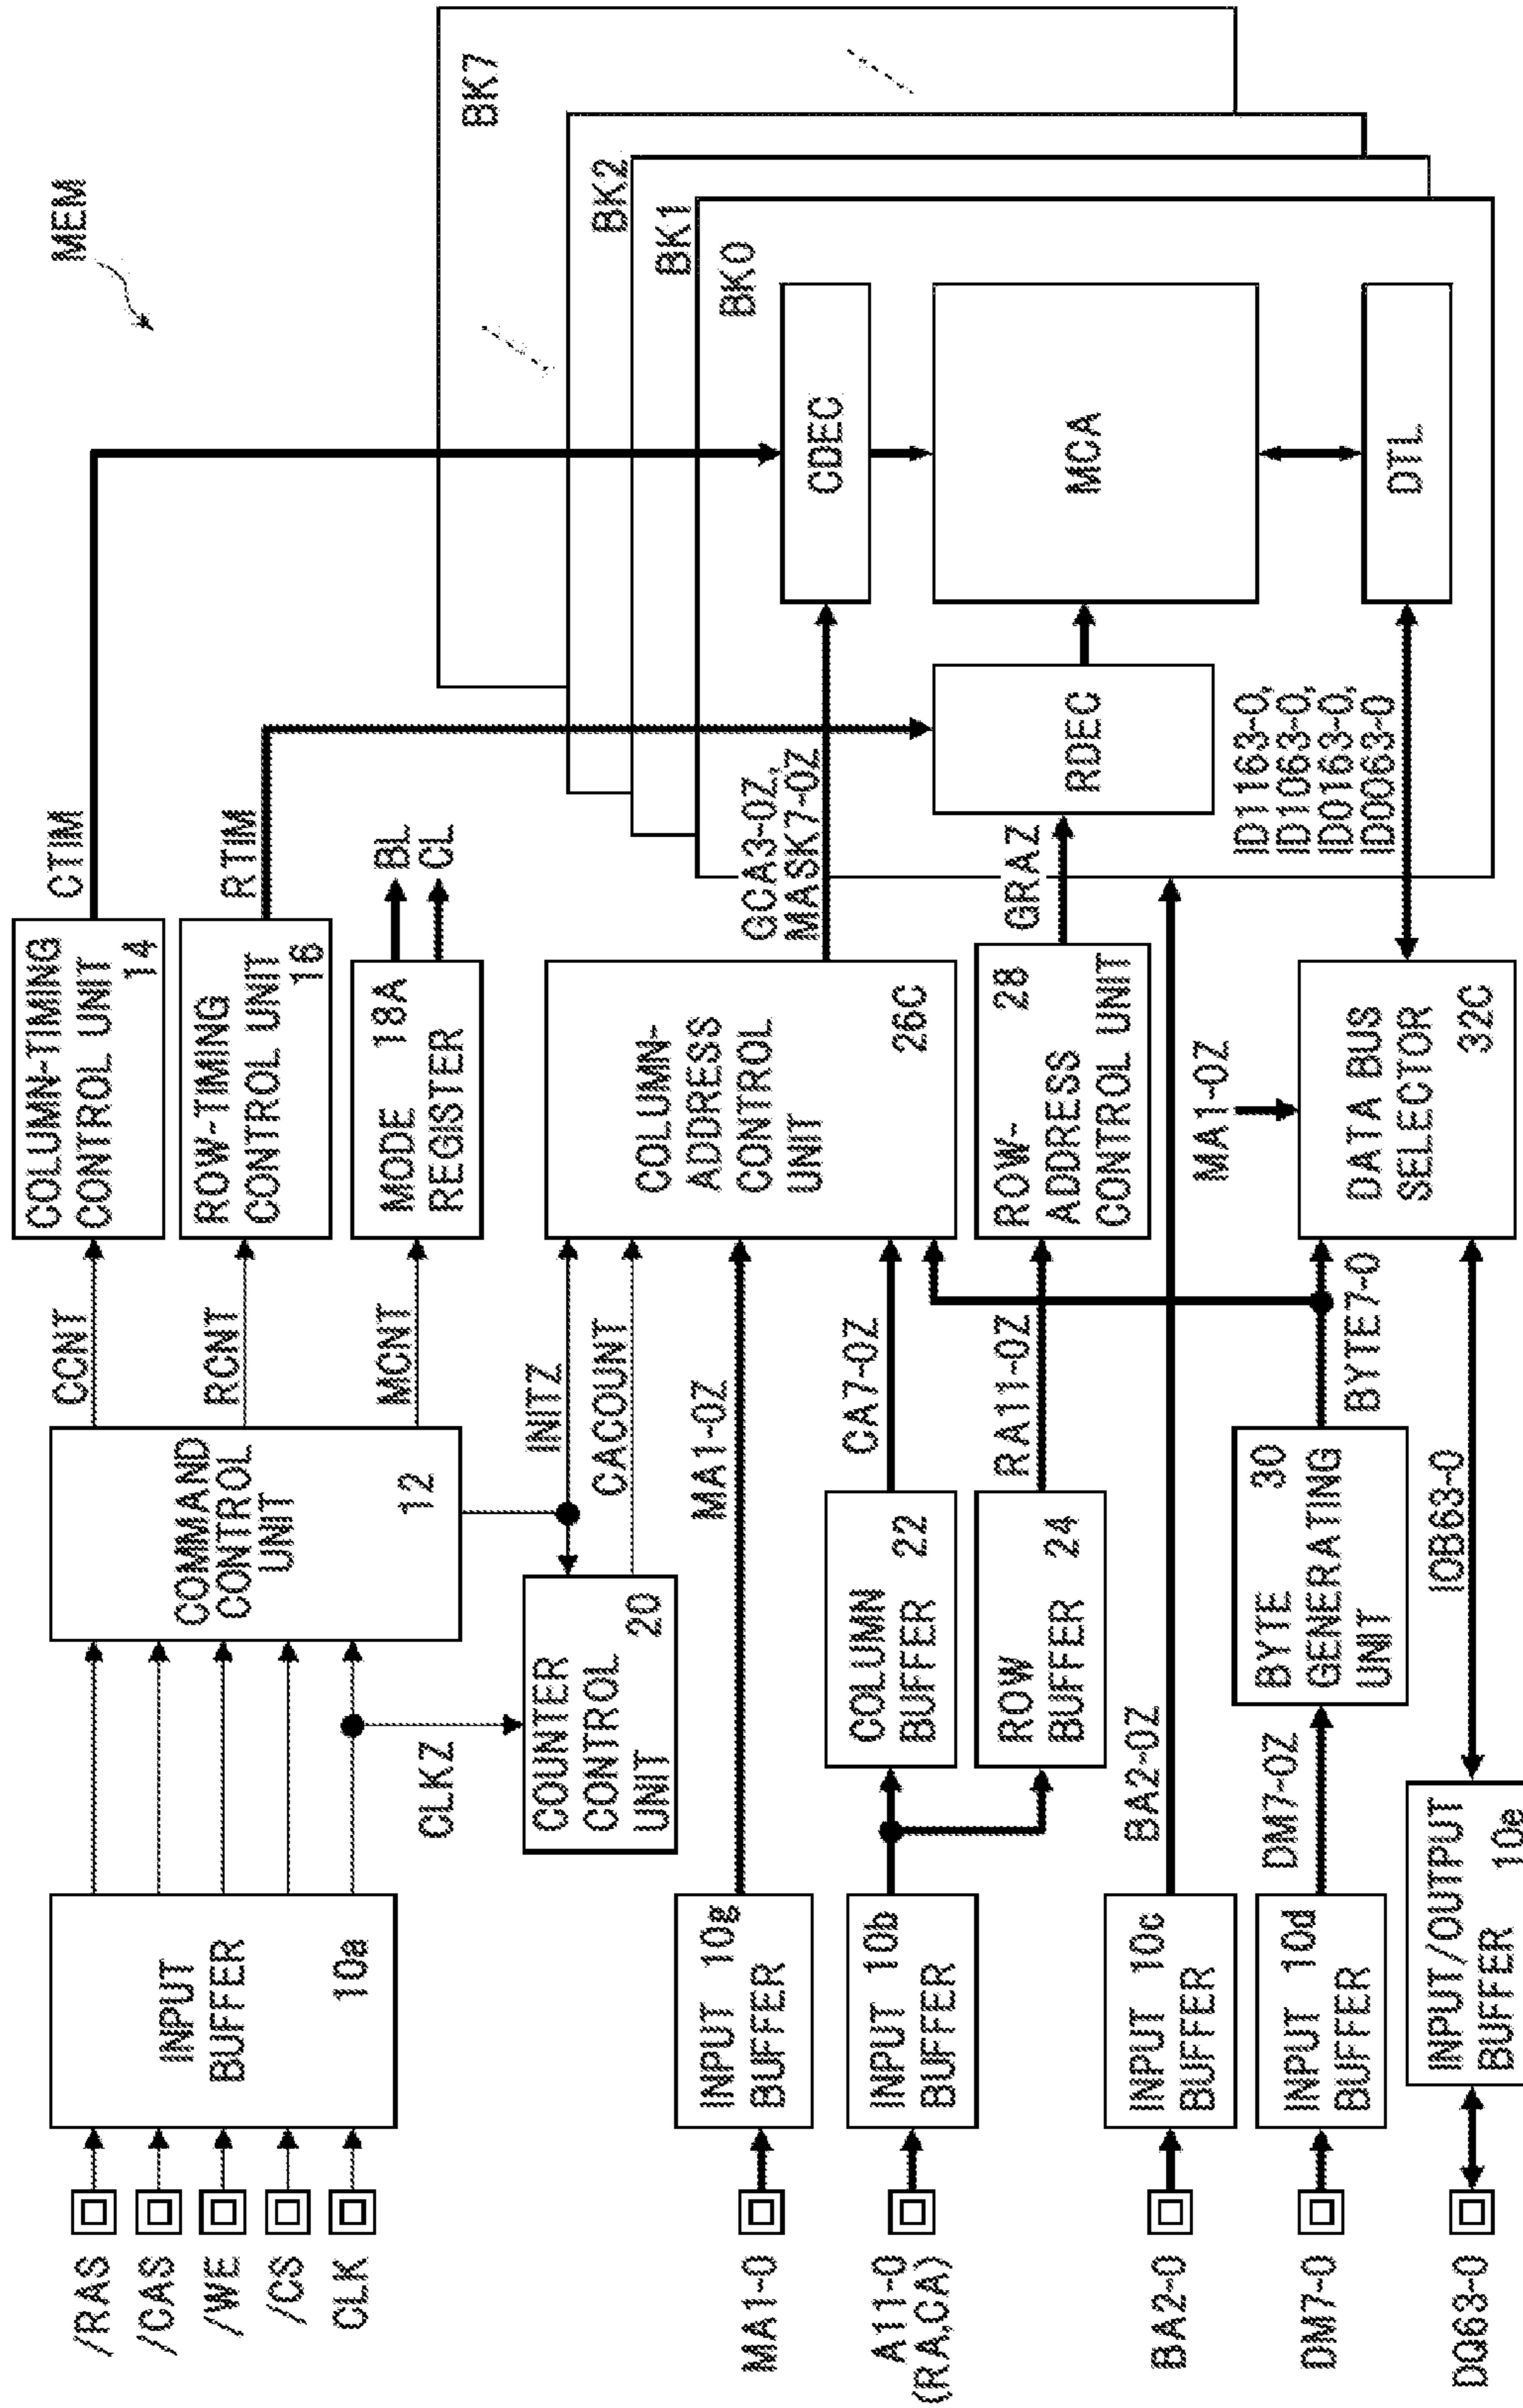 MEM
/RAS
/CAS
/WE
/CS
CLK
INPUT
BUFFER
10a
CLKZ
COMMAND
CONTROL
UNIT
12
CCNT
RCNT
MCNT
COLUMN-TIMING
CONTROL UNIT
14
CTIM
ROW-TIMING
CONTROL UNIT
16
RTIM
MODE 18A
REGISTER
BL
CL
COUNTER
CONTROL
UNIT
20
INITZ
CACOUNT
MA1-0
INPUT 10g
BUFFER
MA1-0Z
COLUMN-
ADDRESS
CONTROL
UNIT
26C
GCA3-0Z,
MASK7-0Z
A11-0
(RA,CA)
INPUT 10b
BUFFER
COLUMN
BUFFER 22
CA7-0Z
ROW
BUFFER 24
RA11-0Z
ROW- 28
ADDRESS
CONTROL UNIT
GRAZ
BA2-0
INPUT 10c
BUFFER
BA2-0Z
DM7-0
INPUT 10d
BUFFER
DM7-0Z
BYTE 30
GENERATING
UNIT
BYTE7-0
MA1-0Z
DATA BUS
SELECTOR
32C
DQ63-0
INPUT/OUTPUT
BUFFER 10e
IOB63-0
ID1163-0,
ID1063-0,
ID0163-0,
ID0063-0
BK7
BK2
BK1
BK0
CDEC
RDEC
MCA
DTL